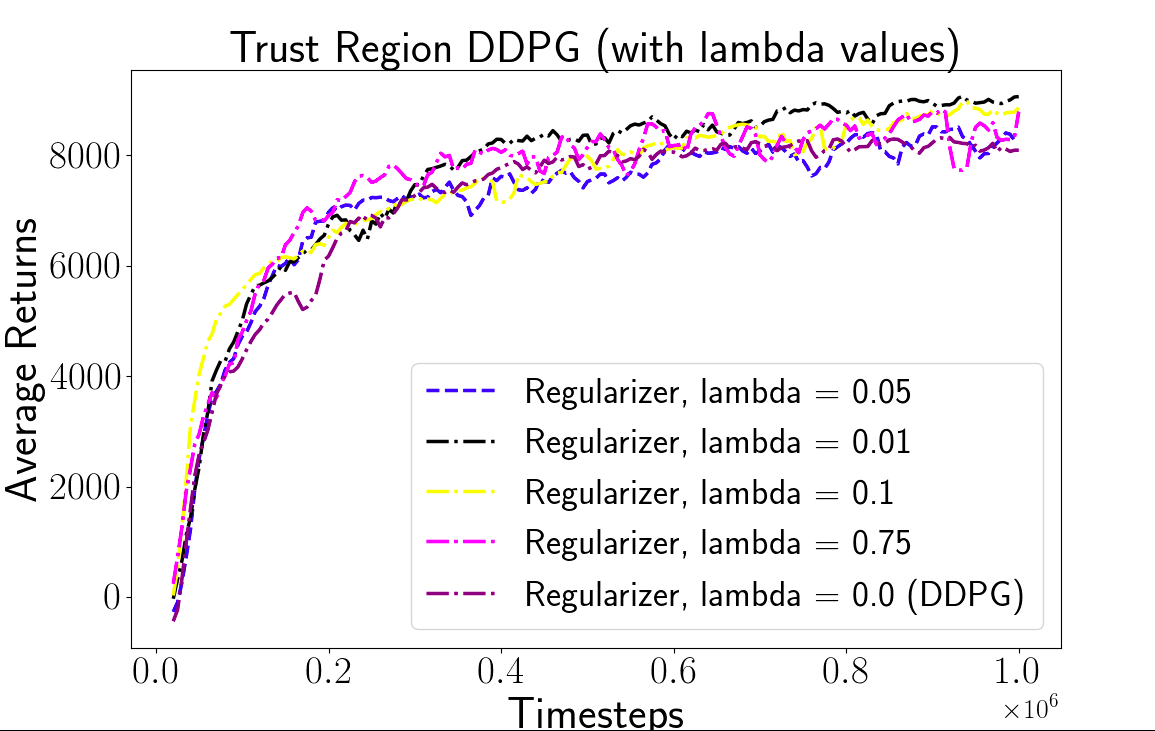 Trust Region DDPG (with lambda values)
Average Returns
8000
6000
4000
2000
0
Regularizer, lambda = 0.05
Regularizer, lambda = 0.01
Regularizer, lambda = 0.1
Regularizer, lambda = 0.75
Regularizer, lambda = 0.0 (DDPG)
0.0 0.2 0.4 0.6 0.8 1.0
×10⁶
Timesteps